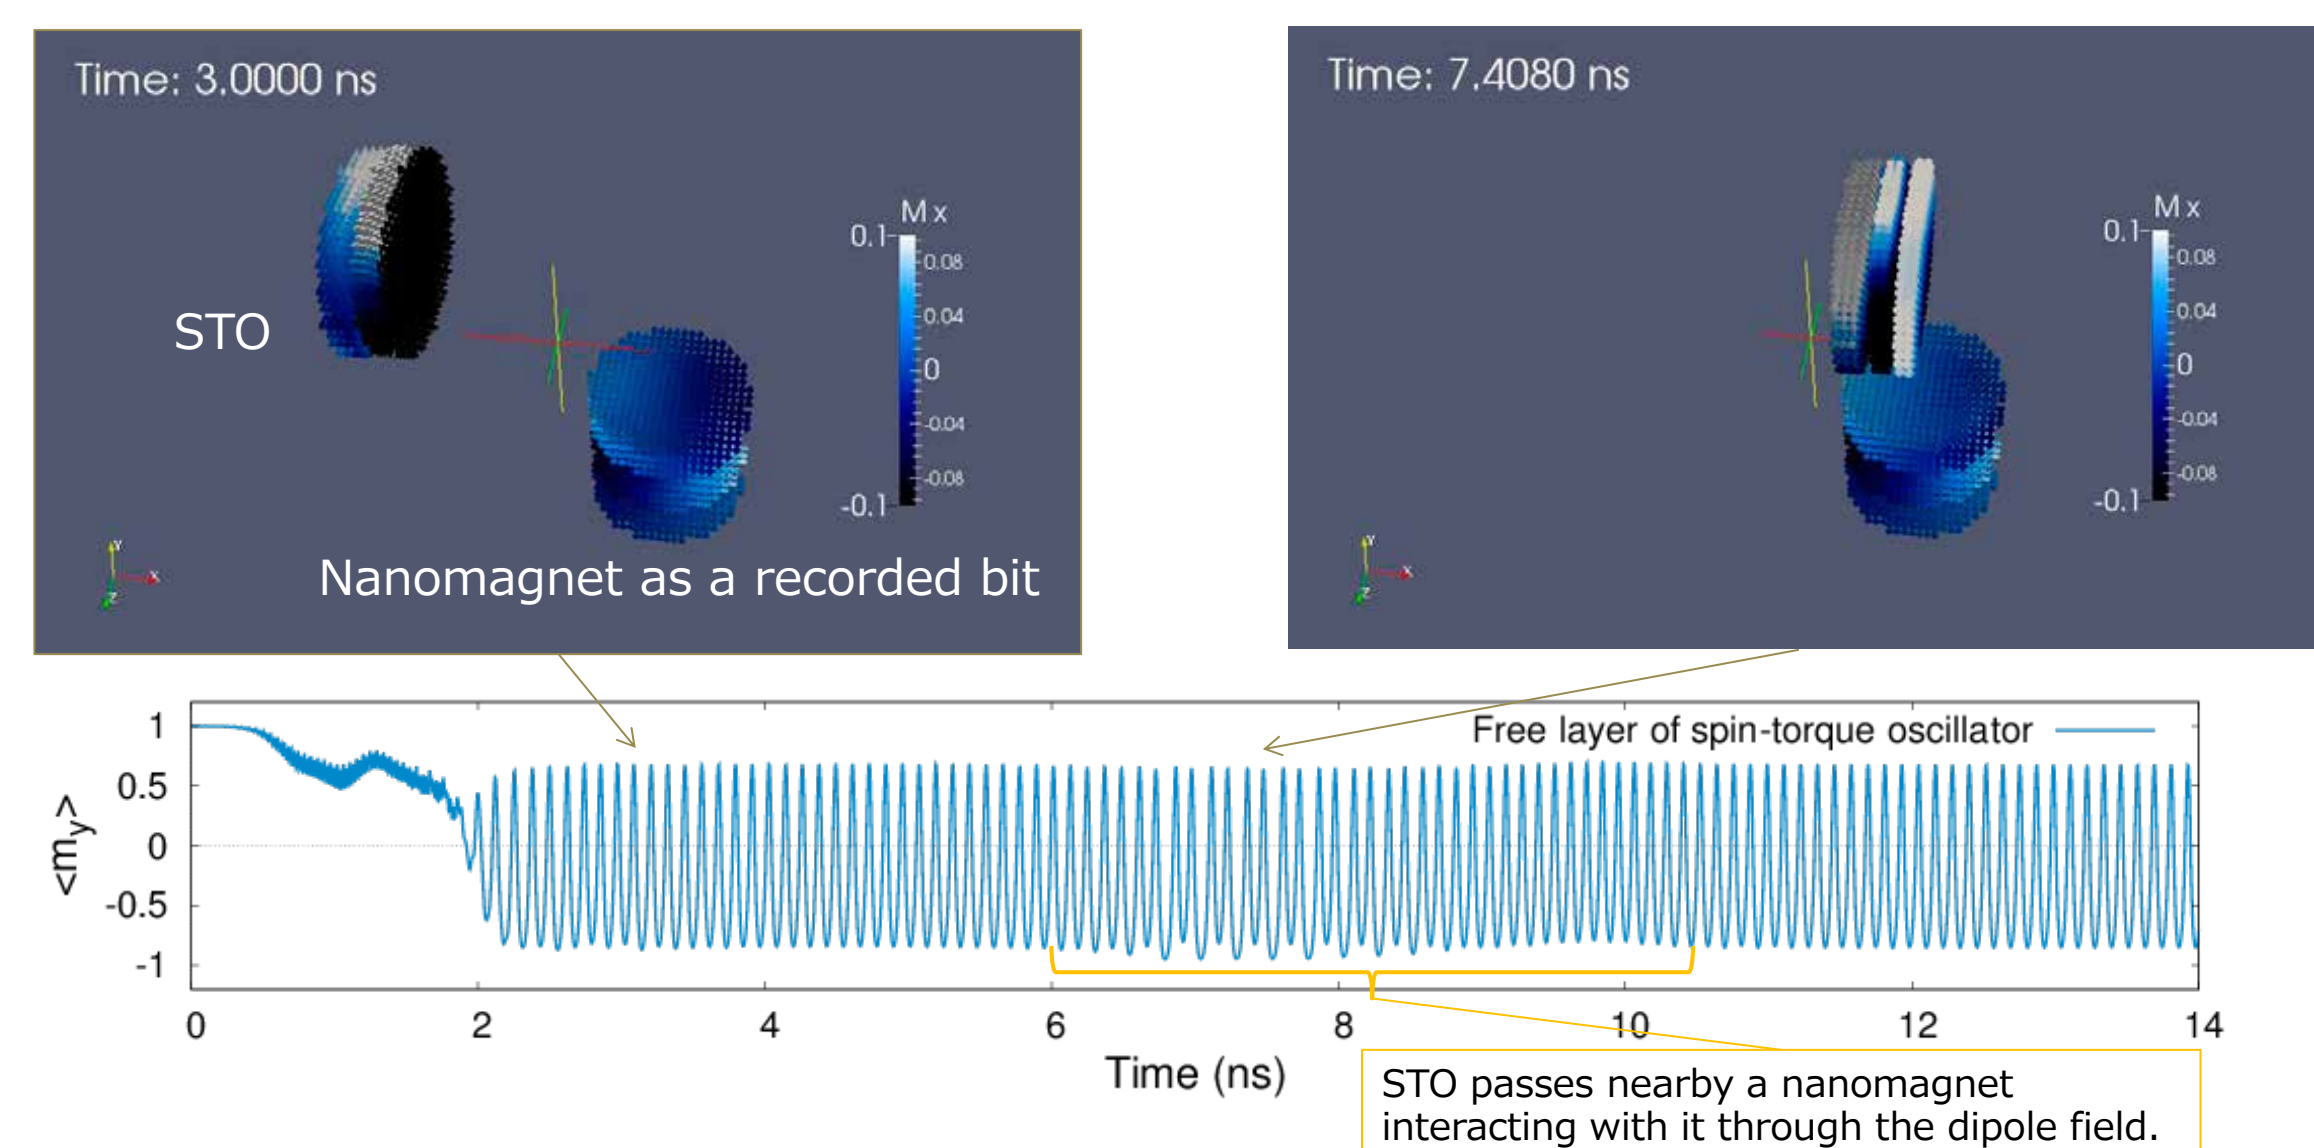 Time: 3.0000 ns
STO
Mx
0.1
0.08
0.04
0
-0.04
-0.08
-0.1
Y
X
Z
Nanomagnet as a recorded bit
Time: 7.4080 ns
Mx
0.1
0.08
0.04
0
-0.04
-0.08
-0.1
Y
X
Z
Free layer of spin-torque oscillator
<my>
1
0.5
0
-0.5
-1
0 2 4 6 8 10 12 14
Time (ns)
STO passes nearby a nanomagnet
interacting with it through the dipole field.